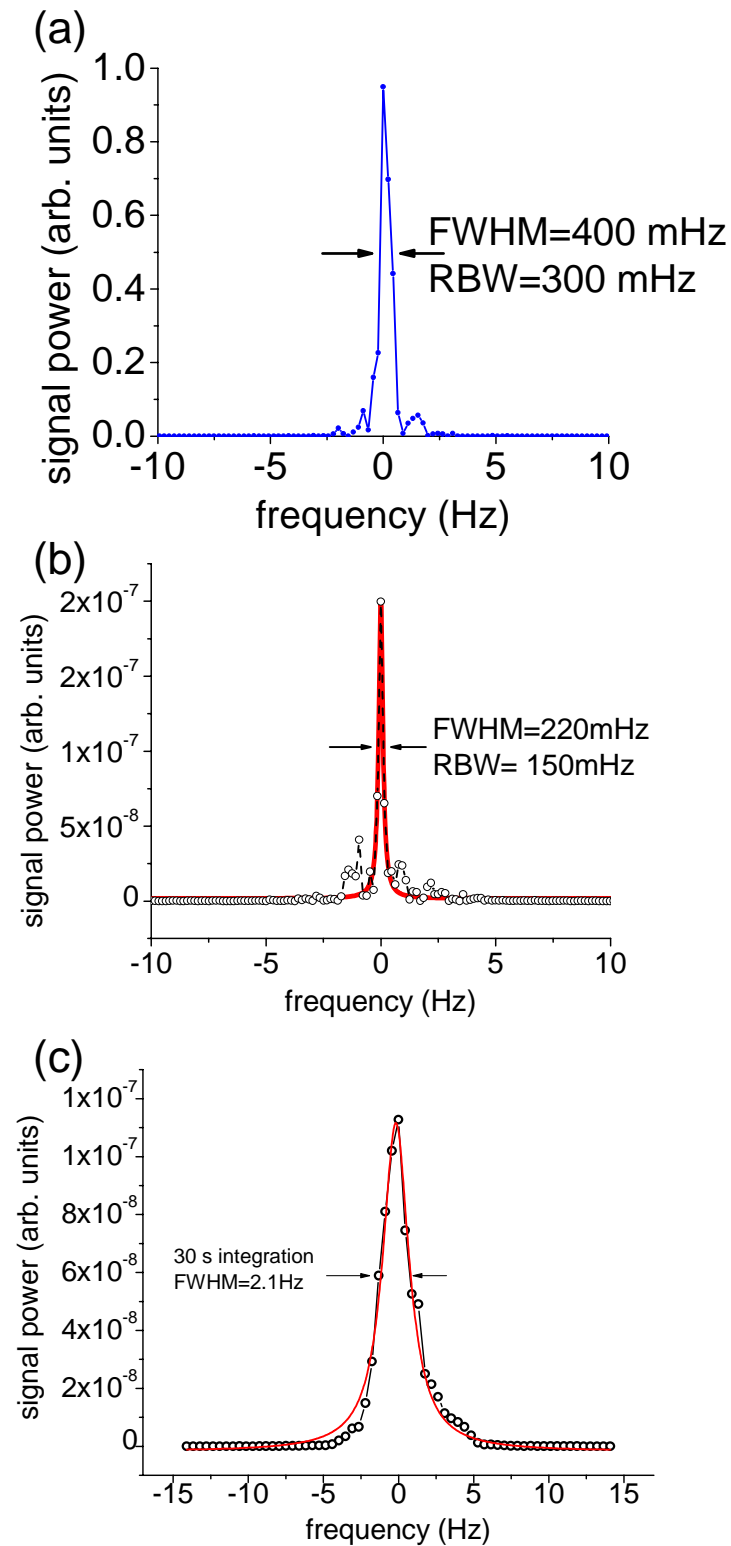 (a)
1.0
0.8
0.6
0.4
0.2
0.0
signal power (arb. units)
FWHM=400 mHz
RBW=300 mHz
-10 -5 0 5 10
frequency (Hz)
(b)
2x10-7
2x10-7
1x10-7
5x10-8
0
signal power (arb. units)
FWHM=220mHz
RBW= 150mHz
-10 -5 0 5 10
frequency (Hz)
(c)
1x10-7
1x10-7
8x10-8
6x10-8
4x10-8
2x10-8
0
signal power (arb. units)
30 s integration
FWHM=2.1Hz
-15 -10 -5 0 5 10 15
frequency (Hz)